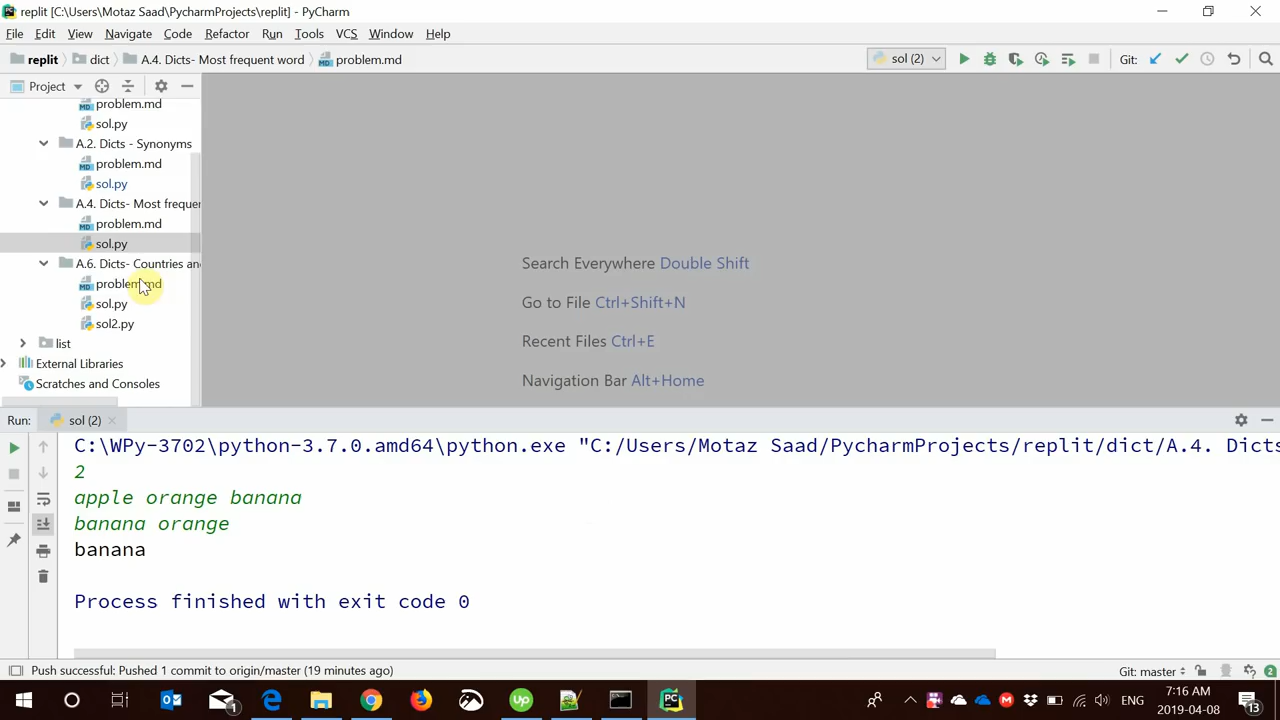 replit [C:\Users\Motaz Saad\PycharmProjects\replit] - PyCharm
File Edit View Navigate Code Refactor Run Tools VCS Window Help
replit dict A.4. Dicts- Most frequent word problem.md sol (2) Git:
Project
problem.md
sol.py
A.2. Dicts - Synonyms
problem.md
sol.py
A.4. Dicts- Most freque
problem.md
sol.py
A.6. Dicts- Countries an
problem.md
sol.py
sol2.py
list
External Libraries
Scratches and Consoles
Search Everywhere Double Shift
Go to File Ctrl+Shift+N
Recent Files Ctrl+E
Navigation Bar Alt+Home
Run: sol (2)
C:\WPy-3702\python-3.7.0.amd64\python.exe "C:/Users/Motaz Saad/PycharmProjects/replit/dict/A.4. Dicts
2
apple orange banana
banana orange
banana
Process finished with exit code 0
Push successful: Pushed 1 commit to origin/master (19 minutes ago) Git: master 2
ENG 7:16 AM
2019-04-08 13